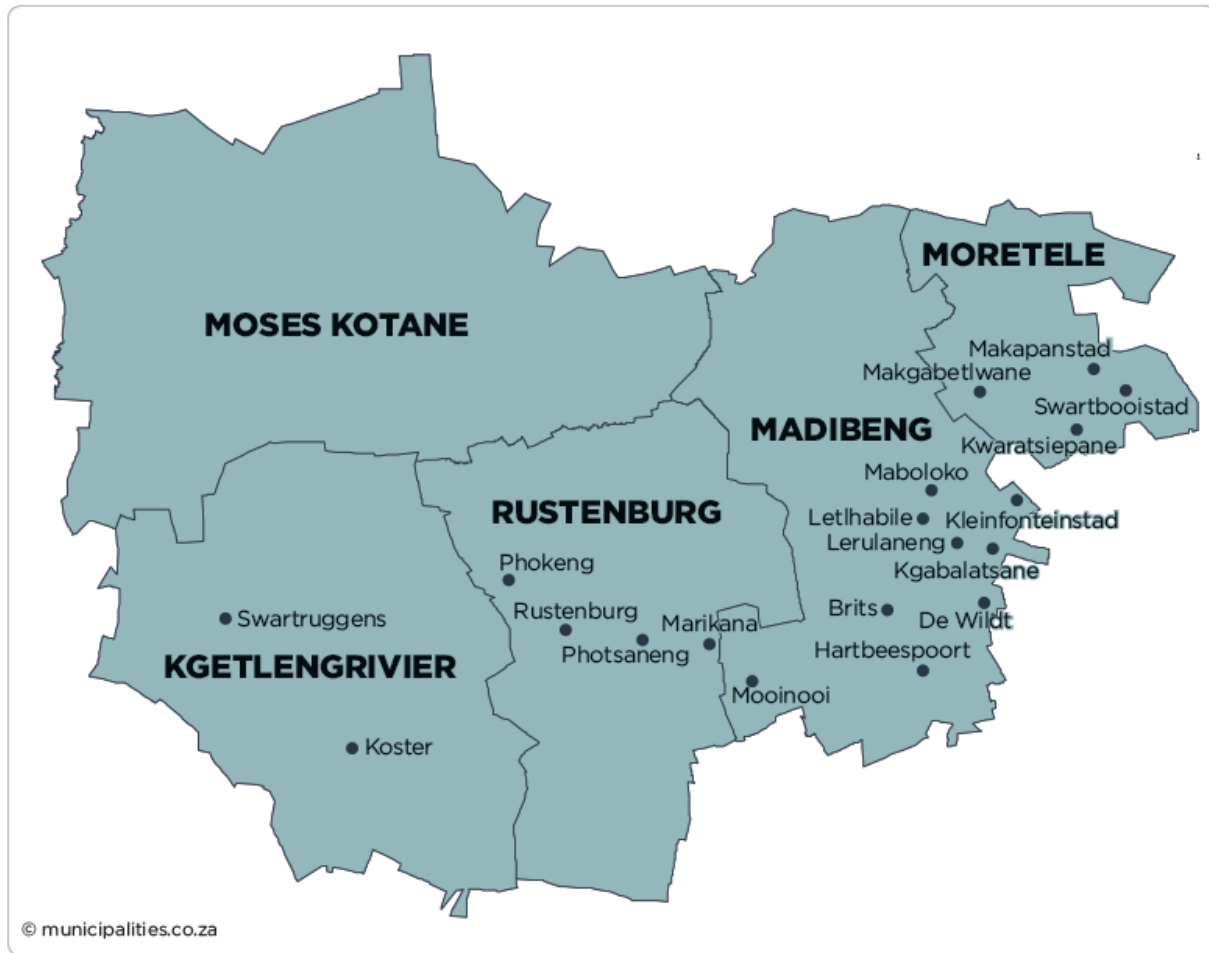 1
MORETELE
MOSES KOTANE
Makapanstad
Makgabetlwane
Swartbooistad
MADIBENG
Kwaratsiepane
Maboloko
RUSTENBURG
Letlhabile
Kleinfonteinstad
Lerulaneng
Phokeng
Kgabalatsane
Rustenburg
Brits
Swartruggens
Marikana
De Wildt
Photsaneng
Hartbeespoort
KGETLENGRIVIER
Mooinooi
Koster
© municipalities.co.za